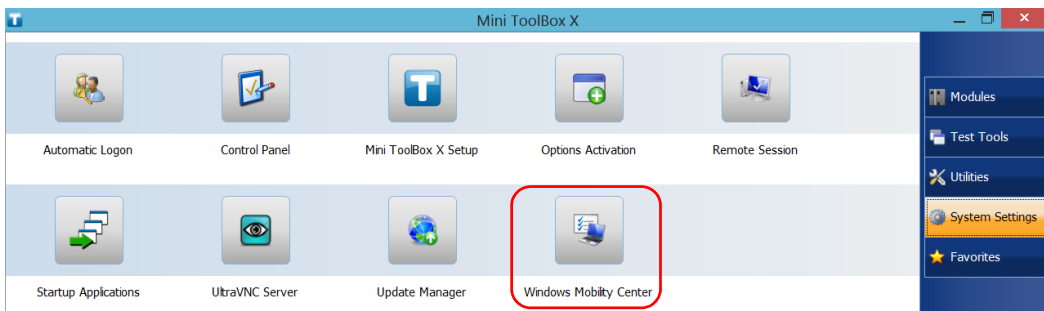 T
Mini ToolBox X
T
Automatic Logon
Control Panel
Mini ToolBox X Setup
Options Activation
Remote Session
Startup Applications
UltraVNC Server
Update Manager
Windows Mobility Center
Modules
Test Tools
Utilities
System Settings
Favorites